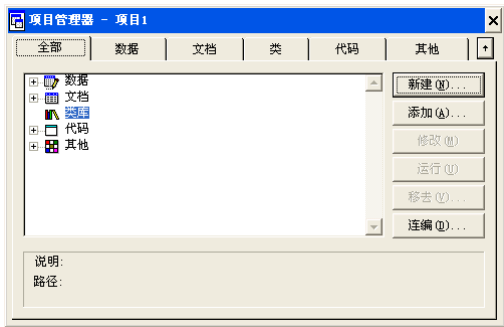 项目管理器 - 项目1
全部 数据 文档 类 代码 其他
数据
文档
类库
代码
其他
新建(N)...
添加(A)...
修改(M)
运行(U)
移去(V)...
连编(D)...
说明:
路径: